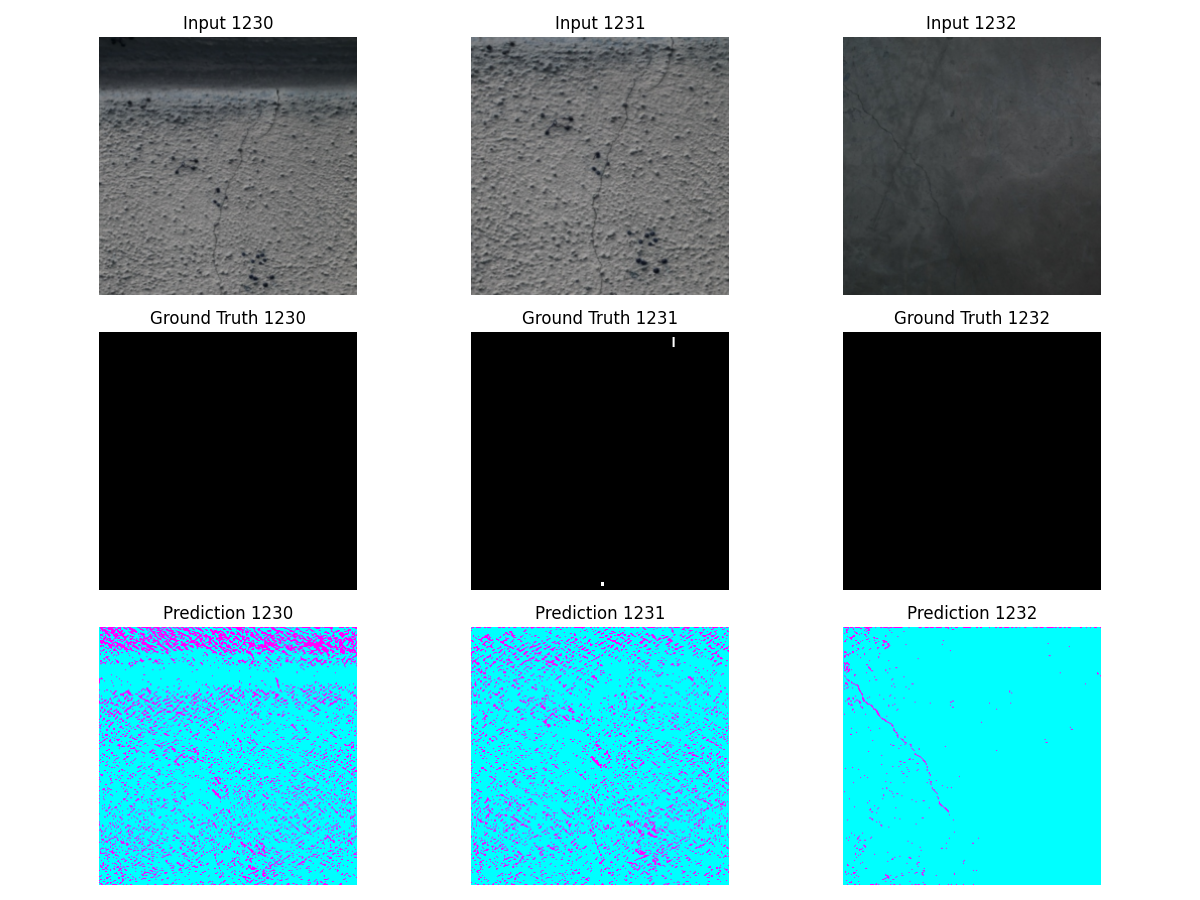 Input 1230
Input 1231
Input 1232
Ground Truth 1230
Ground Truth 1231
Ground Truth 1232
Prediction 1230
Prediction 1231
Prediction 1232